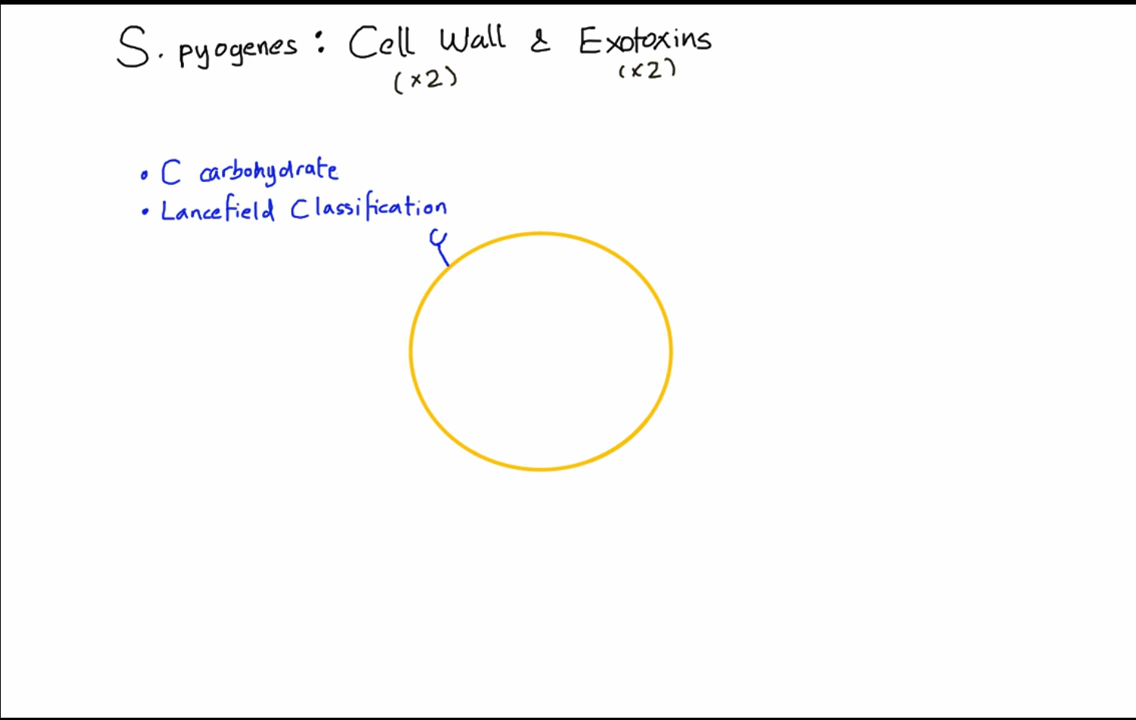 S. pyogenes: Cell Wall & Exotoxins
(x2) (x2)
• C carbohydrate
• Lancefield Classification